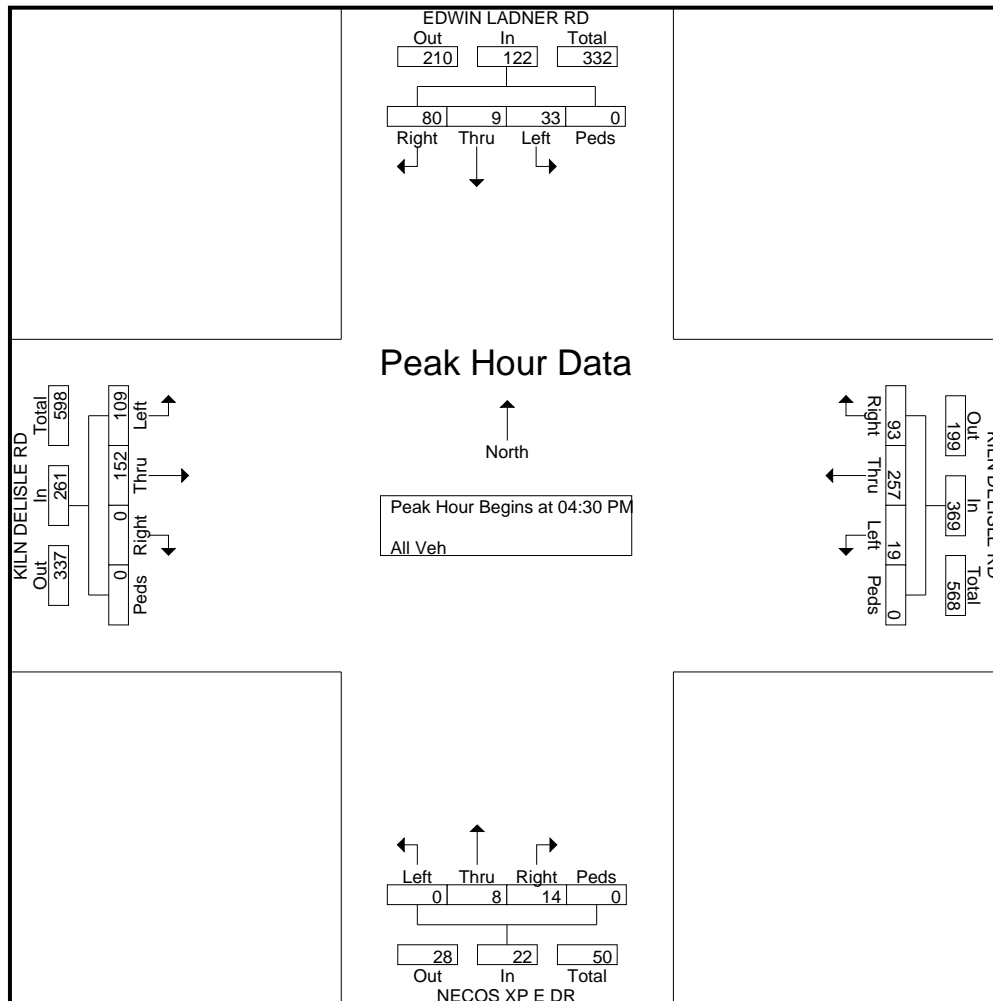 EDWIN LADNER RD
Out In Total
210 122 332
80 9 33 0
Right Thru Left Peds
Peak Hour Data
North
Peak Hour Begins at 04:30 PM
All Veh
KILN DELISLE RD
Total In Out
598 261 337
109 152 0 0
Left Thru Right Peds
Right Thru Left Peds
93 257 19 0
199 369 568
Out In Total
KILN DELISLE RD
Left Thru Right Peds
0 8 14 0
28 22 50
Out In Total
NECOS XP E DR